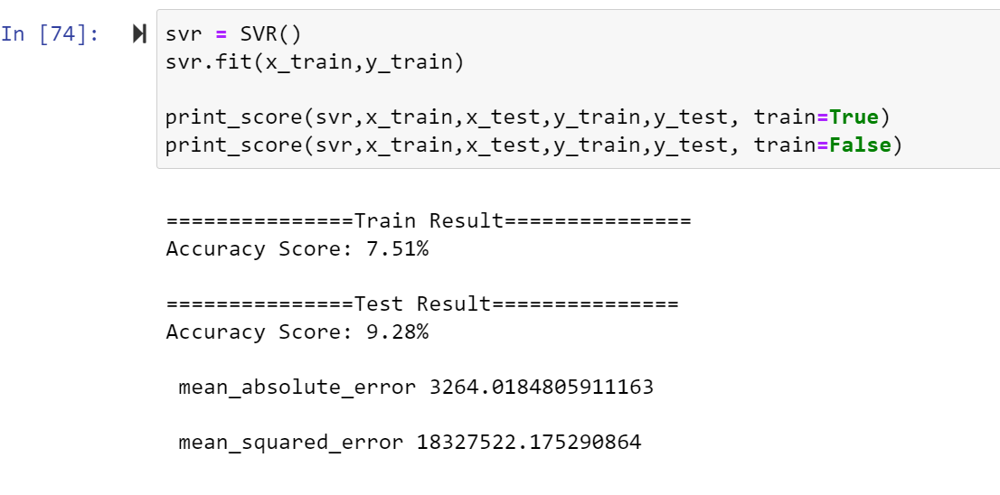 In [74]:
svr = SVR()
svr.fit(x_train,y_train)
print_score(svr,x_train,x_test,y_train,y_test, train=True)
print_score(svr,x_train,x_test,y_train,y_test, train=False)
===============Train Result===============
Accuracy Score: 7.51%
===============Test Result===============
Accuracy Score: 9.28%
mean_absolute_error 3264.0184805911163
mean_squared_error 18327522.175290864